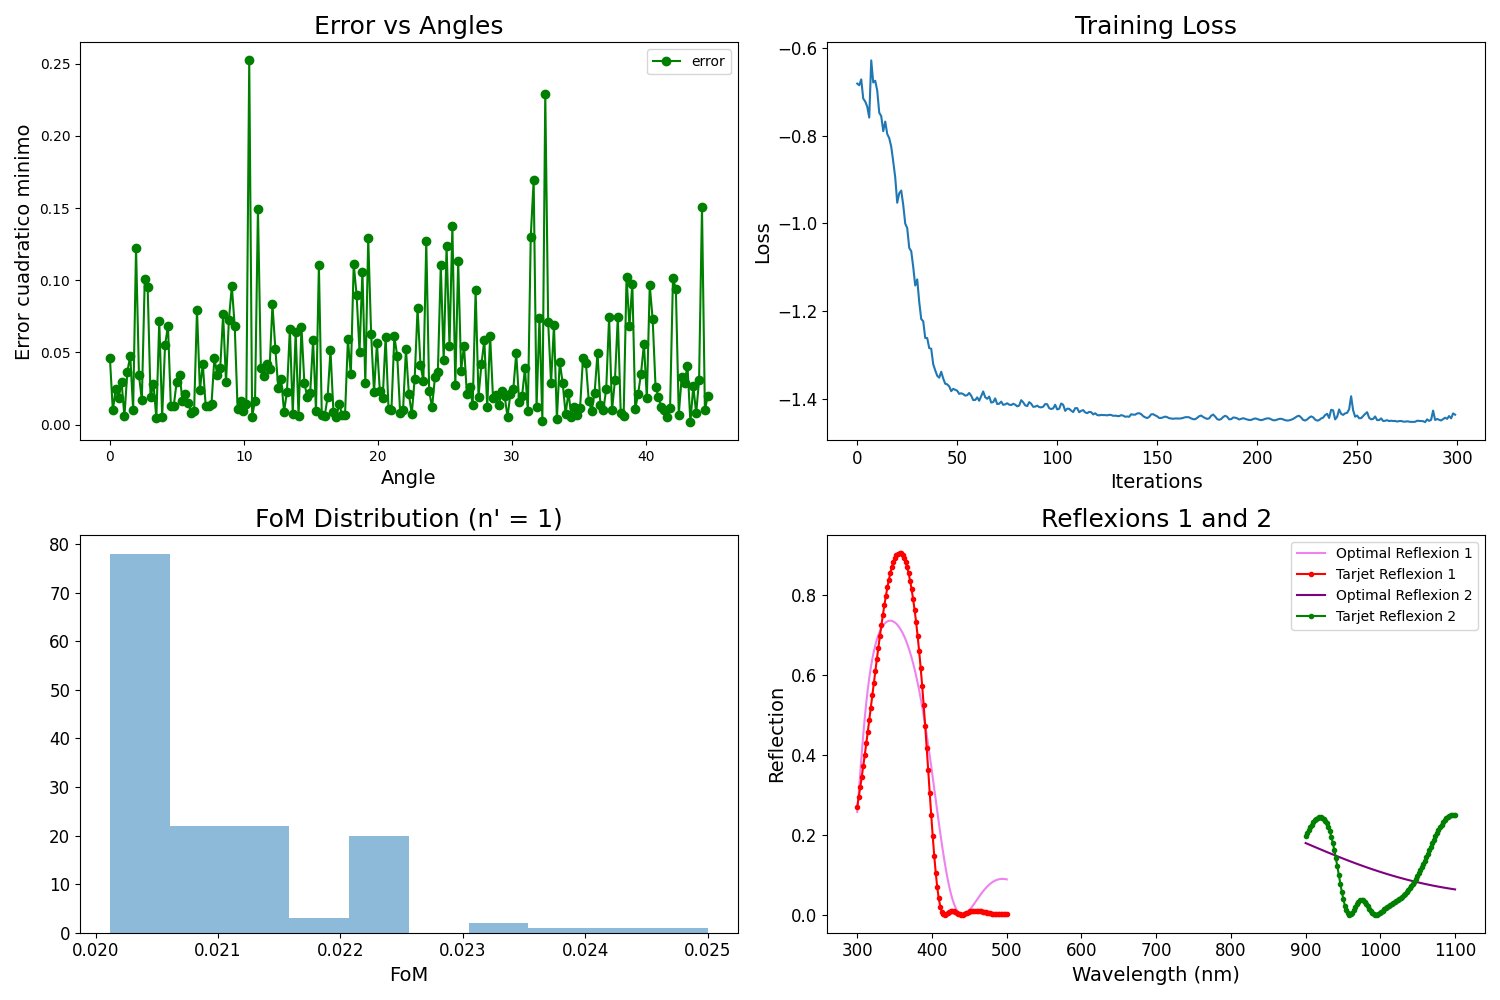 Error vs Angles
error
Error cuadratico minimo
0.25
0.20
0.15
0.10
0.05
0.00
0 10 20 30 40
Angle
Training Loss
Loss
−0.6
−0.8
−1.0
−1.2
−1.4
0 50 100 150 200 250 300
Iterations
FoM Distribution (n' = 1)
80
70
60
50
40
30
20
10
0
0.020 0.021 0.022 0.023 0.024 0.025
FoM
Reflexions 1 and 2
Optimal Reflexion 1
Tarjet Reflexion 1
Optimal Reflexion 2
Tarjet Reflexion 2
Reflection
0.8
0.6
0.4
0.2
0.0
300 400 500 600 700 800 900 1000 1100
Wavelength (nm)